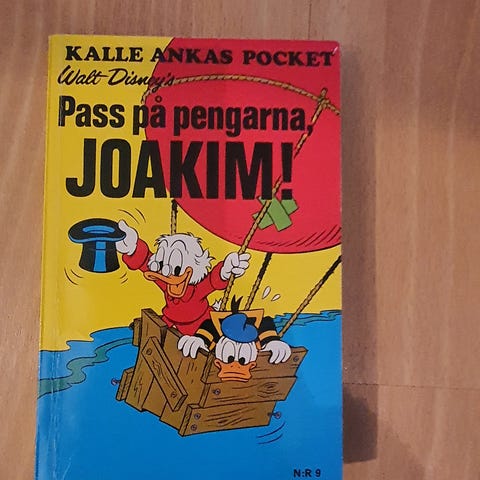 KALLE ANKAS POCKET
Walt Disney's
Pass på pengarna,
JOAKIM!
N:R 9